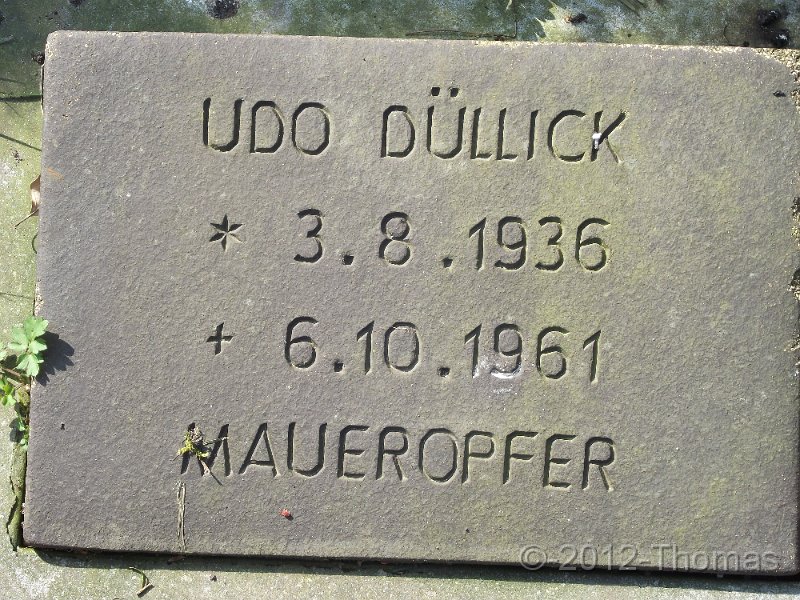 UDO DÜLLICK
* 3.8.1936
+ 6.10.1961
MAUEROPFER
© 2012 Thomas